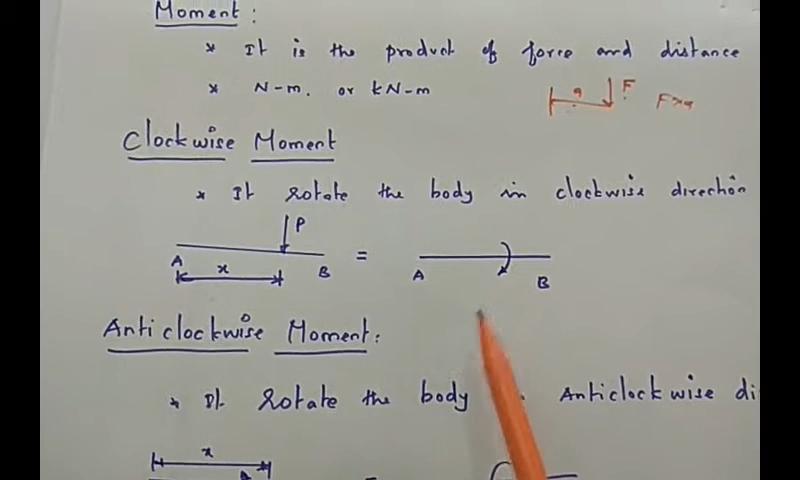 Moment:
* It is the product of force and distance
* N-m. or kN-m
a F F×a
Clockwise Moment
* It rotate the body in clockwise direction
P
A x B = A B
Anticlockwise Moment:
* It rotate the body Anticlockwise di
x
=